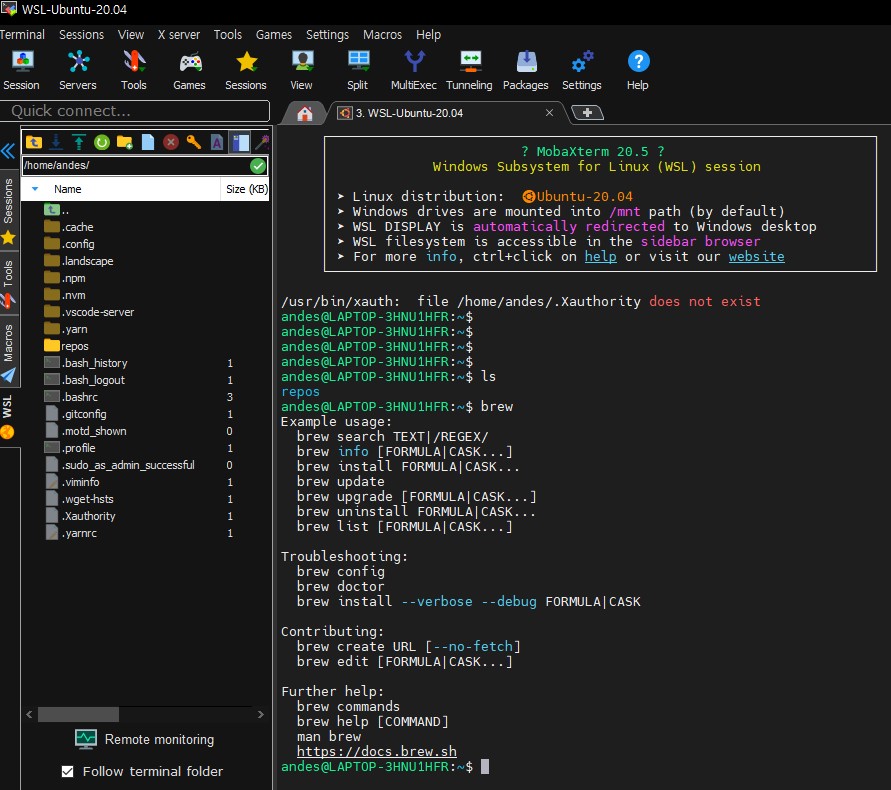 WSL-Ubuntu-20.04
Terminal Sessions View X server Tools Games Settings Macros Help
Session Servers Tools Games Sessions View Split MultiExec Tunneling Packages Settings Help
Quick connect...
3. WSL-Ubuntu-20.04
/home/andes/
Name Size (KB)
..
.cache
.config
.landscape
.npm
.nvm
.vscode-server
.yarn
repos
.bash_history 1
.bash_logout 1
.bashrc 3
.gitconfig 1
.motd_shown 0
.profile 1
.sudo_as_admin_successful 0
.viminfo 1
.wget-hsts 1
.Xauthority 1
.yarnrc 1
Sessions
Tools
Macros
WSL
Remote monitoring
Follow terminal folder
? MobaXterm 20.5 ?
Windows Subsystem for Linux (WSL) session
➤ Linux distribution: Ubuntu-20.04
➤ Windows drives are mounted into /mnt path (by default)
➤ WSL DISPLAY is automatically redirected to Windows desktop
➤ WSL filesystem is accessible in the sidebar browser
➤ For more info, ctrl+click on help or visit our website
/usr/bin/xauth:  file /home/andes/.Xauthority does not exist
andes@LAPTOP-3HNU1HFR:~$
andes@LAPTOP-3HNU1HFR:~$
andes@LAPTOP-3HNU1HFR:~$
andes@LAPTOP-3HNU1HFR:~$
andes@LAPTOP-3HNU1HFR:~$ ls
repos
andes@LAPTOP-3HNU1HFR:~$ brew
Example usage:
  brew search TEXT|/REGEX/
  brew info [FORMULA|CASK...]
  brew install FORMULA|CASK...
  brew update
  brew upgrade [FORMULA|CASK...]
  brew uninstall FORMULA|CASK...
  brew list [FORMULA|CASK...]
Troubleshooting:
  brew config
  brew doctor
  brew install --verbose --debug FORMULA|CASK
Contributing:
  brew create URL [--no-fetch]
  brew edit [FORMULA|CASK...]
Further help:
  brew commands
  brew help [COMMAND]
  man brew
  https://docs.brew.sh
andes@LAPTOP-3HNU1HFR:~$